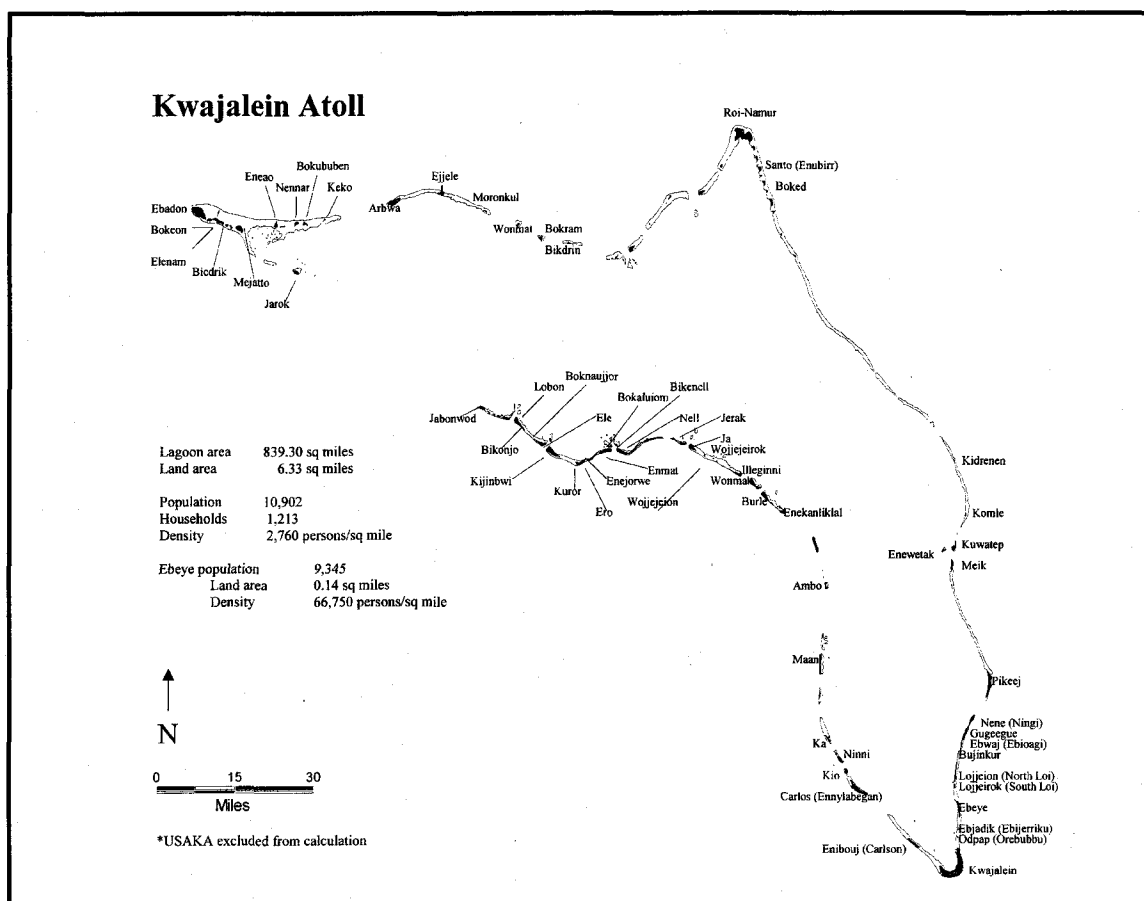 Kwajalein Atoll
Roi-Namur
Santo (Enubirr)
Boked
Bokububen
Eneao
Nennar
Keko
Ebadon
Bokeon
Elenam
Biedrik
Mejatto
Jarok
Ejjele
Arbwa
Moronkul
Wonmat
Bokram
Bikdrin
Lobon
Boknaujjor
Bokaluiom
Bikenell
Jabonwod
Ele
Nell
Jerak
Ja
Wojjejeirok
Bikonjo
Kijinbwi
Kuror
Ero
Enejorwe
Enmat
Wojjejeion
Illeginni
Wonmak
Burle
Enekanliklal
Kidrenen
Komle
Enewetak
Kuwatep
Meik
Ambo
Maan
Pikeej
Ka
Ninni
Kio
Carlos (Ennylabegan)
Enibouj (Carlson)
Nene (Ningi)
Gugeegue
Ebwaj (Ebioagi)
Bujinkur
Lojjeion (North Loi)
Lojjeirok (South Loi)
Ebeye
Ebjadik (Ebijerriku)
Odpap (Orebubbu)
Kwajalein
Lagoon area 839.30 sq miles
Land area 6.33 sq miles
Population 10,902
Households 1,213
Density 2,760 persons/sq mile
Ebeye population 9,345
Land area 0.14 sq miles
Density 66,750 persons/sq mile
N
0 15 30
Miles
*USAKA excluded from calculation